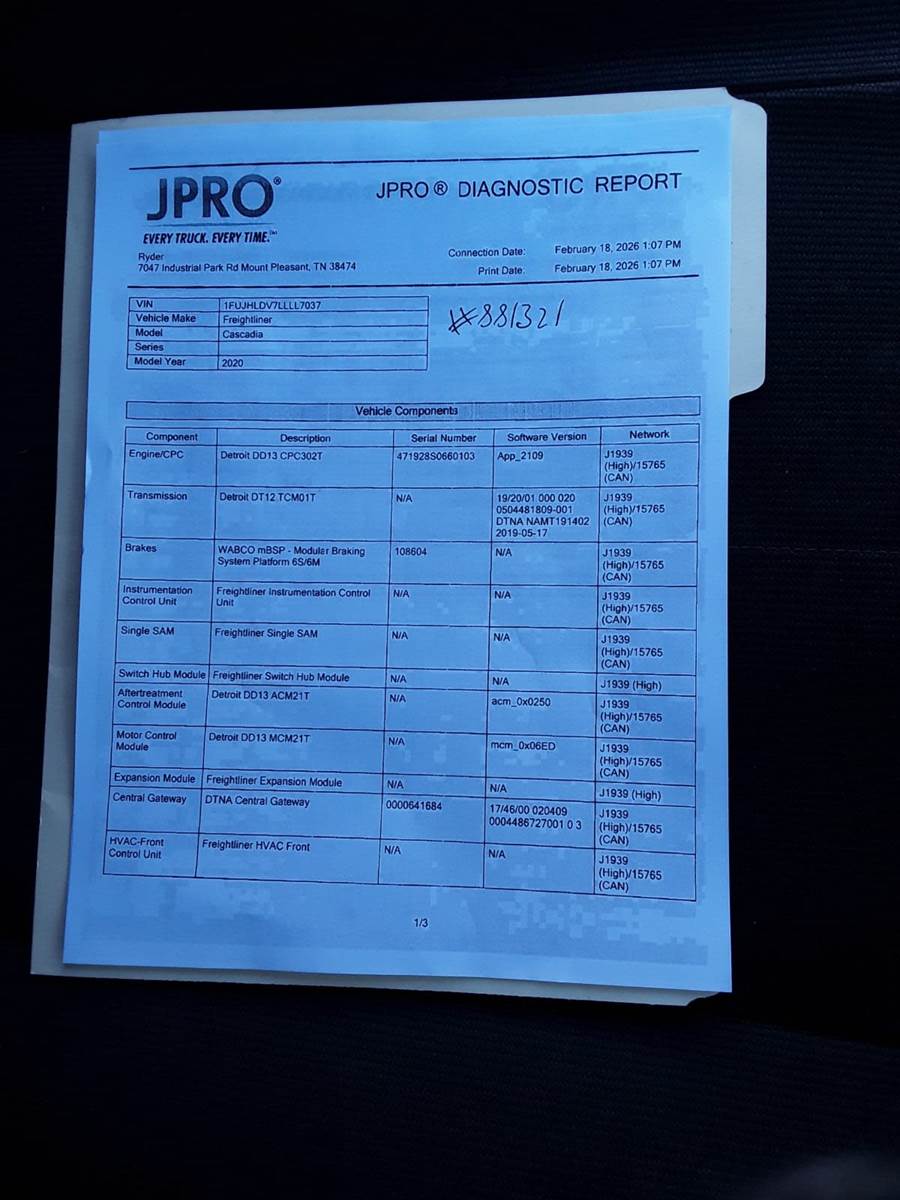 JPRO®
JPRO® DIAGNOSTIC REPORT
EVERY TRUCK. EVERY TIME.™
Ryder
7047 Industrial Park Rd Mount Pleasant, TN 38474
Connection Date: February 18, 2026 1:07 PM
Print Date: February 18, 2026 1:07 PM
VIN 1FUJHLDV7LLLL7037
Vehicle Make Freightliner
Model Cascadia
Series
Model Year 2020
#881321
Vehicle Components
Component Description Serial Number Software Version Network
Engine/CPC Detroit DD13 CPC302T 471928S0660103 App_2109 J1939
(High)/15765
(CAN)
Transmission Detroit DT12 TCM01T N/A 19/20/01 000 020 J1939
0504481809-001 (High)/15765
DTNA NAMT191402 (CAN)
2019-05-17
Brakes WABCO mBSP - Modular Braking 108604 N/A J1939
System Platform 6S/6M (High)/15765
(CAN)
Instrumentation Freightliner Instrumentation Control N/A N/A J1939
Control Unit Unit (High)/15765
(CAN)
Single SAM Freightliner Single SAM N/A N/A J1939
(High)/15765
(CAN)
Switch Hub Module Freightliner Switch Hub Module N/A N/A J1939 (High)
Aftertreatment Detroit DD13 ACM21T N/A acm_0x0250 J1939
Control Module (High)/15765
(CAN)
Motor Control Detroit DD13 MCM21T N/A mcm_0x06ED J1939
Module (High)/15765
(CAN)
Expansion Module Freightliner Expansion Module N/A N/A J1939 (High)
Central Gateway DTNA Central Gateway 0000641684 17/46/00 020409 J1939
0004486727001 0 3 (High)/15765
(CAN)
HVAC-Front Freightliner HVAC Front N/A N/A J1939
Control Unit (High)/15765
(CAN)
1/3